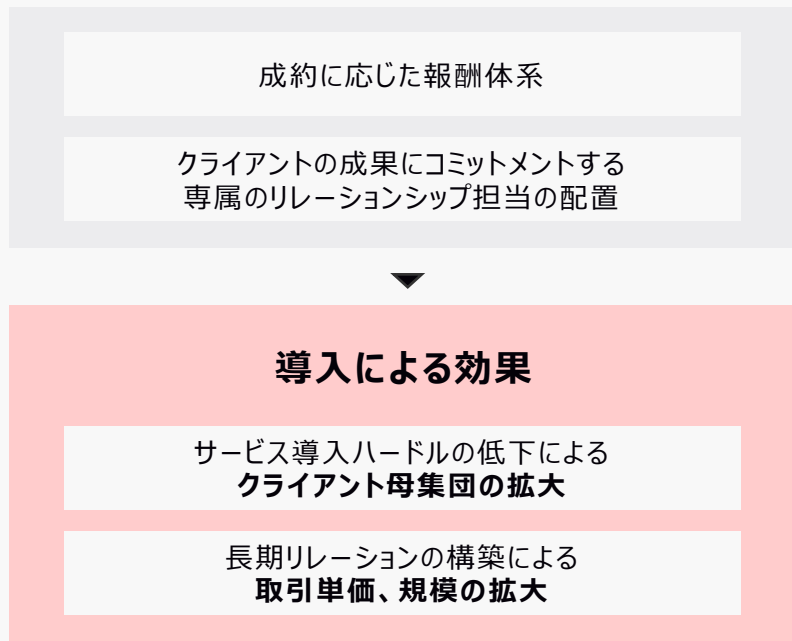 成約に応じた報酬体系
クライアントの成果にコミットメントする
専属のリレーションシップ担当の配置
導入による効果
サービス導入ハードルの低下による
クライアント母集団の拡大
長期リレーションの構築による
取引単価、規模の拡大